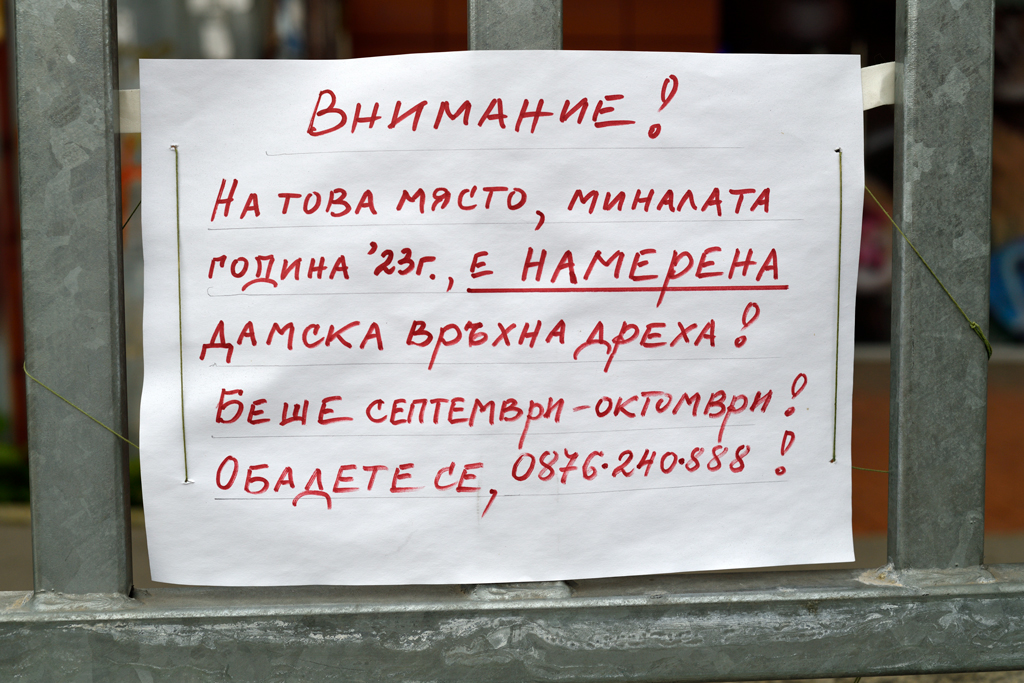 Внимание!
На това място, миналата
година '23г., е намерена
дамска връхна дреха!
Беше септември-октомври!
Обадете се, 0876.240.888!